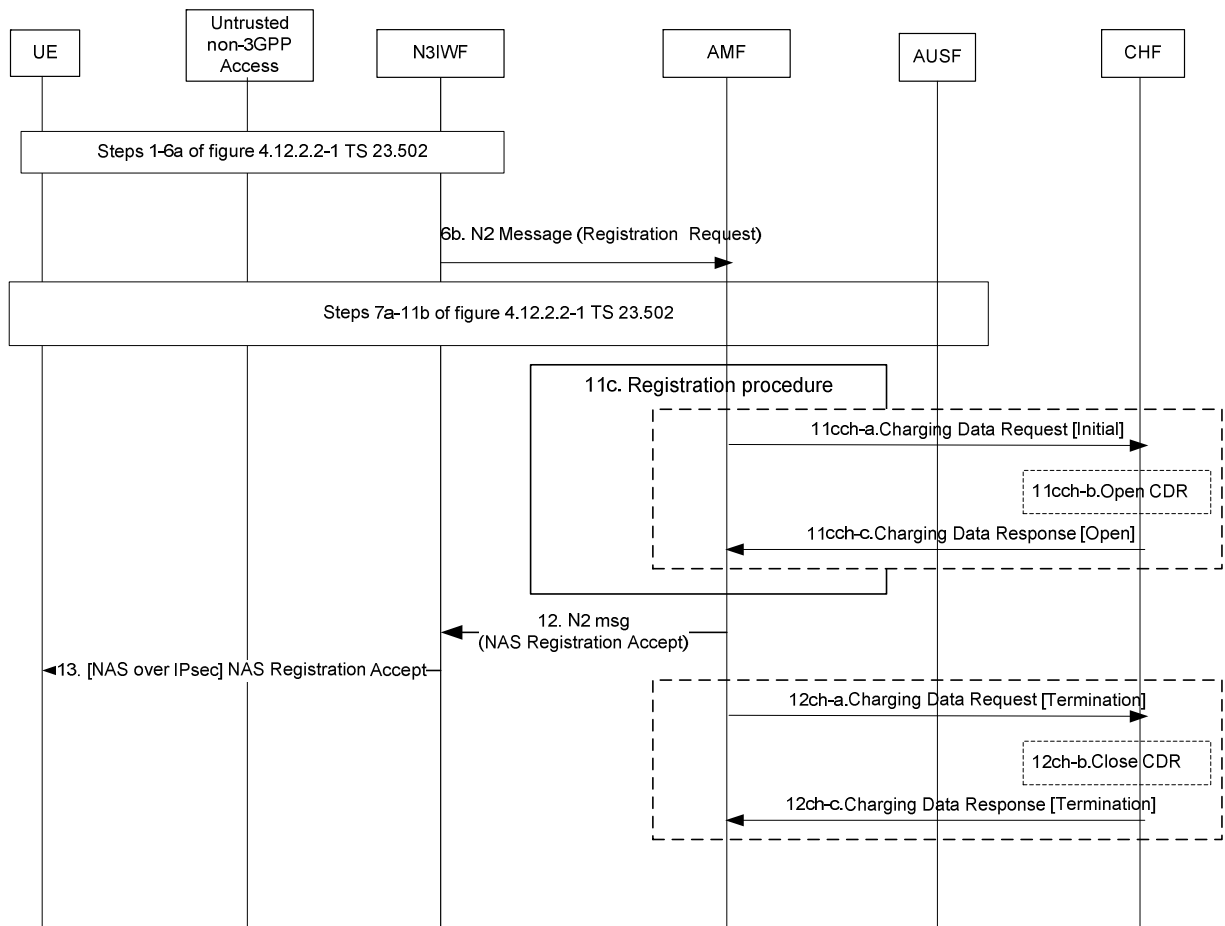 UE
Untrusted
non-3GPP
Access
N3IWF
AMF
AUSF
CHF
Steps 1-6a of figure 4.12.2.2-1 TS 23.502
6b. N2 Message (Registration Request)
Steps 7a-11b of figure 4.12.2.2-1 TS 23.502
11c. Registration procedure
11cch-a.Charging Data Request [Initial]
11cch-b.Open CDR
11cch-c.Charging Data Response [Open]
12. N2 msg
(NAS Registration Accept)
13. [NAS over IPsec] NAS Registration Accept
12ch-a.Charging Data Request [Termination]
12ch-b.Close CDR
12ch-c.Charging Data Response [Termination]